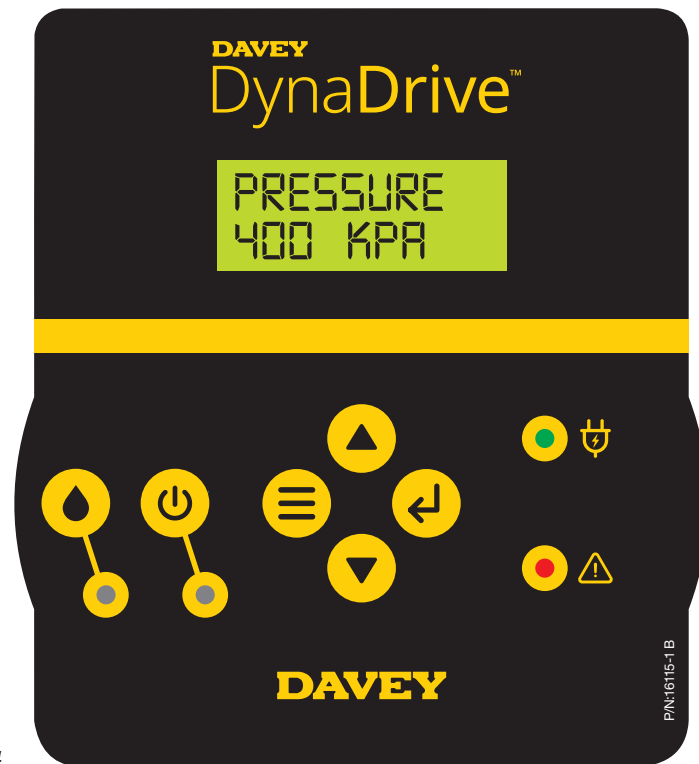 DAVEY
DynaDrive™
PRESSURE
400 KPA
DAVEY
P/N:16115-1 B